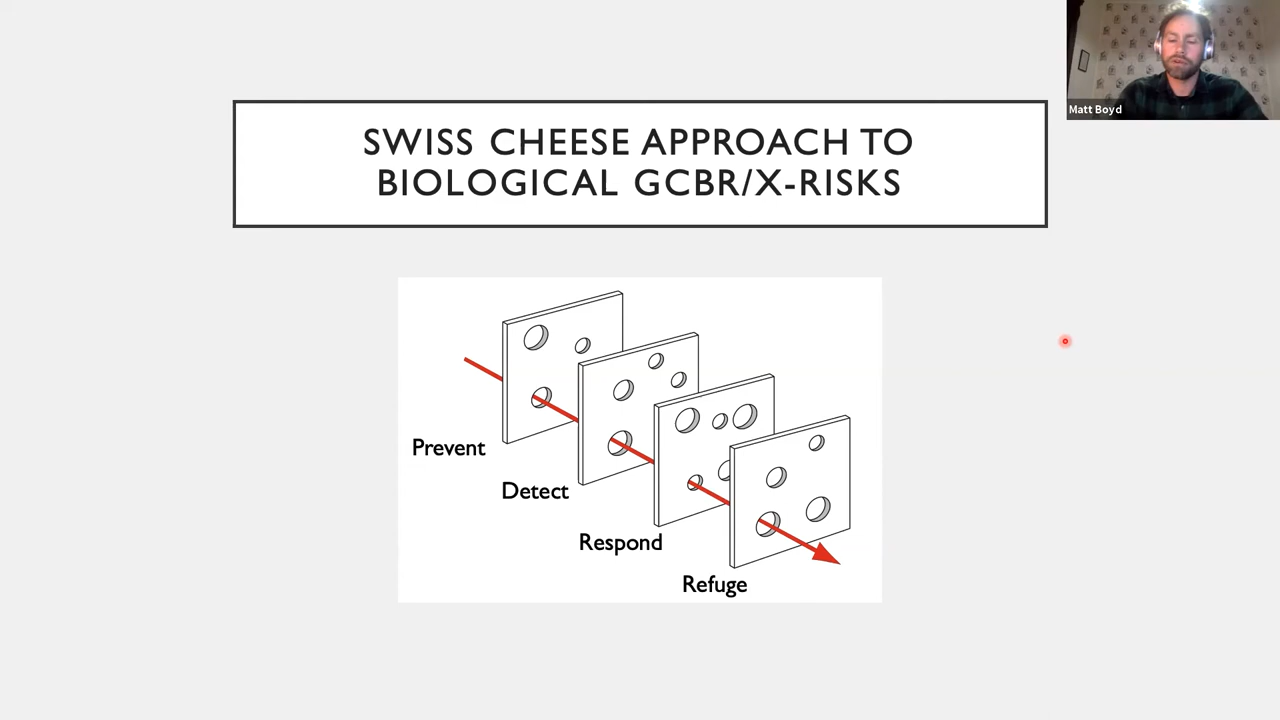 SWISS CHEESE APPROACH TO
BIOLOGICAL GCBR/X-RISKS
Matt Boyd
Prevent
Detect
Respond
Refuge